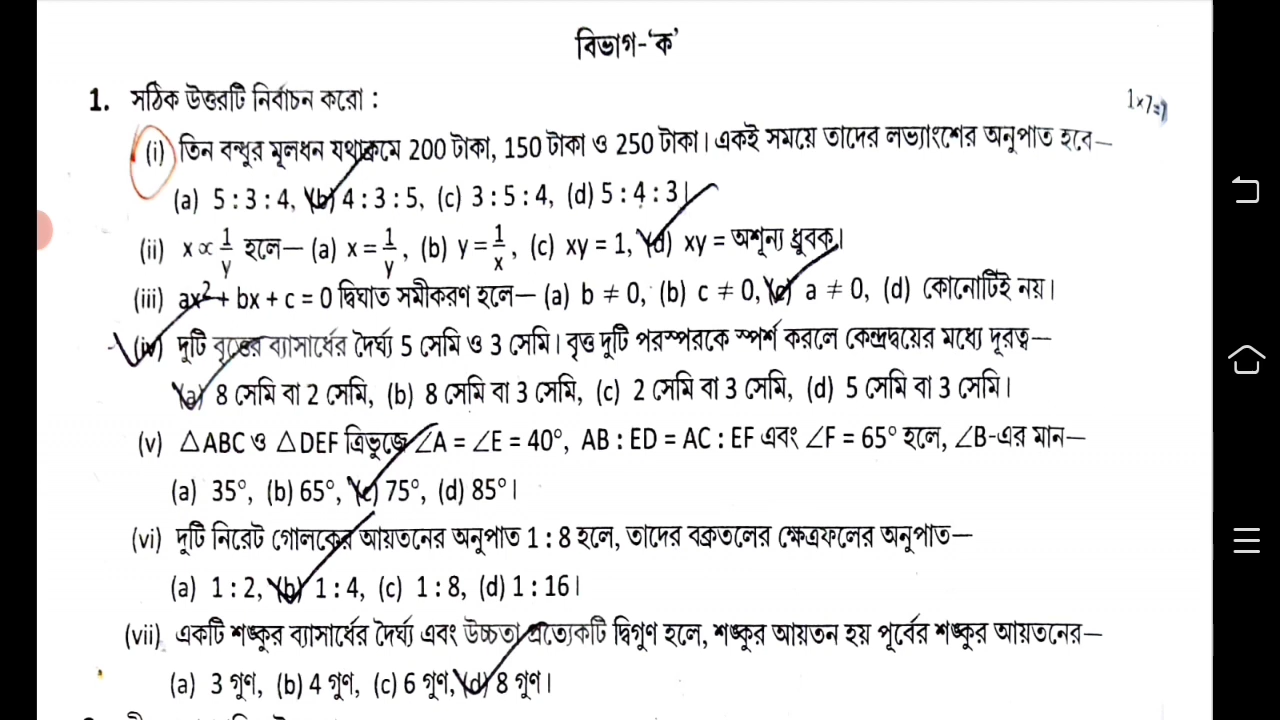 বিভাগ-‘ক’
1. সঠিক উত্তরটি নির্বাচন করো : 1×7=7
(i) তিন বন্ধুর মূলধন যথাক্রমে 200 টাকা, 150 টাকা ও 250 টাকা। একই সময়ে তাদের লভ্যাংশের অনুপাত হবে—
(a) 5 : 3 : 4, (b) 4 : 3 : 5, (c) 3 : 5 : 4, (d) 5 : 4 : 3।
(ii) x ∝ 1/y হলে— (a) x = 1/y, (b) y = 1/x, (c) xy = 1, (d) xy = অশূন্য ধ্রুবক।
(iii) ax² + bx + c = 0 দ্বিঘাত সমীকরণ হলে— (a) b ≠ 0, (b) c ≠ 0, (c) a ≠ 0, (d) কোনোটিই নয়।
(iv) দুটি বৃত্তের ব্যাসার্ধের দৈর্ঘ্য 5 সেমি ও 3 সেমি। বৃত্ত দুটি পরস্পরকে স্পর্শ করলে কেন্দ্রদ্বয়ের মধ্যে দূরত্ব—
(a) 8 সেমি বা 2 সেমি, (b) 8 সেমি বা 3 সেমি, (c) 2 সেমি বা 3 সেমি, (d) 5 সেমি বা 3 সেমি।
(v) △ABC ও △DEF ত্রিভুজে ∠A = ∠E = 40°, AB : ED = AC : EF এবং ∠F = 65° হলে, ∠B-এর মান—
(a) 35°, (b) 65°, (c) 75°, (d) 85°।
(vi) দুটি নিরেট গোলকের আয়তনের অনুপাত 1 : 8 হলে, তাদের বক্রতলের ক্ষেত্রফলের অনুপাত—
(a) 1 : 2, (b) 1 : 4, (c) 1 : 8, (d) 1 : 16।
(vii) একটি শঙ্কুর ব্যাসার্ধের দৈর্ঘ্য এবং উচ্চতা প্রত্যেকটি দ্বিগুণ হলে, শঙ্কুর আয়তন হয় পূর্বের শঙ্কুর আয়তনের—
(a) 3 গুণ, (b) 4 গুণ, (c) 6 গুণ, (d) 8 গুণ।